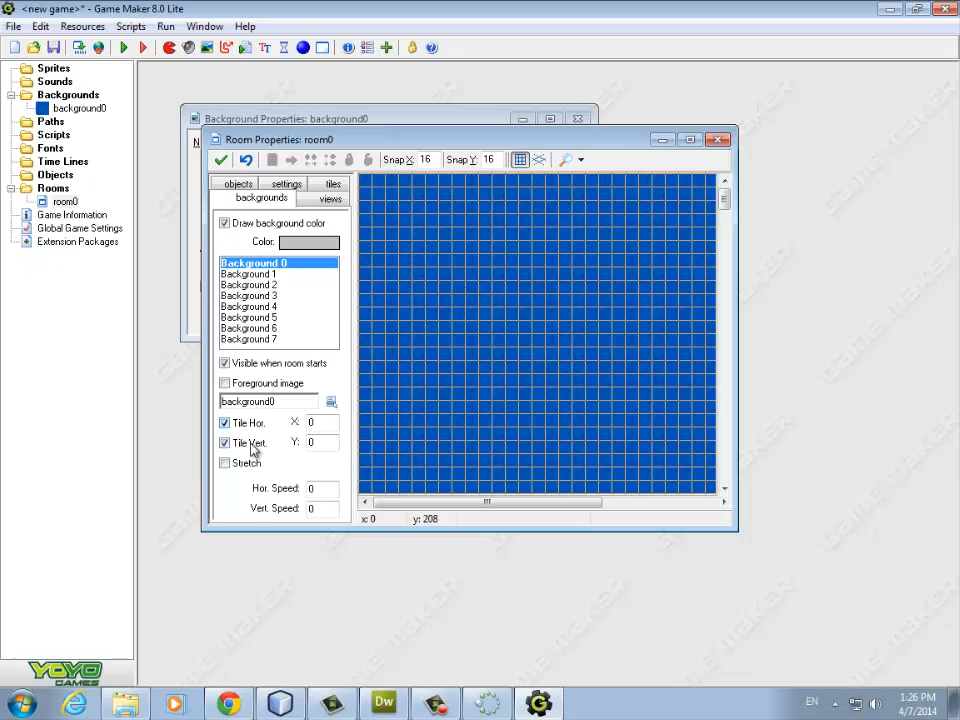 <new game>* - Game Maker 8.0 Lite
File Edit Resources Scripts Run Window Help
Sprites
Sounds
Backgrounds
background0
Paths
Scripts
Fonts
Time Lines
Objects
Rooms
room0
Game Information
Global Game Settings
Extension Packages
YOYO
GAMES
Background Properties: background0
Room Properties: room0
Snap X: 16 Snap Y: 16
objects settings tiles
backgrounds views
Draw background color
Color:
Background 0
Background 1
Background 2
Background 3
Background 4
Background 5
Background 6
Background 7
Visible when room starts
Foreground image
background0
Tile Hor. X: 0
Tile Vert. Y: 0
Stretch
Hor. Speed: 0
Vert. Speed: 0
x: 0 y: 208
Dw
EN
1:26 PM
4/7/2014